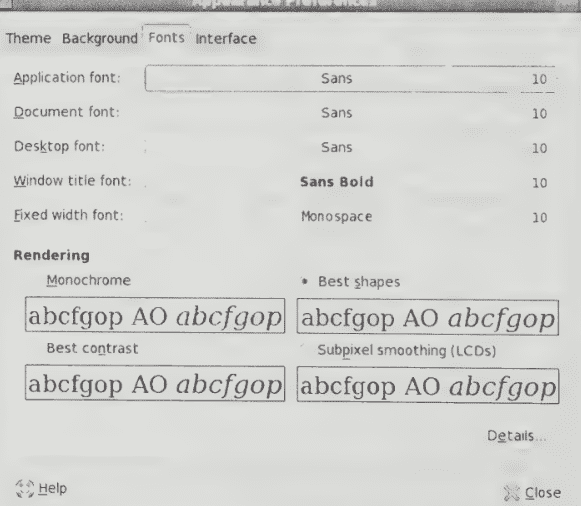 Appearance Preferences
Theme Background Fonts Interface
Application font: Sans 10
Document font: Sans 10
Desktop font: Sans 10
Window title font: Sans Bold 10
Fixed width font: Monospace 10
Rendering
Monochrome • Best shapes
abcfgop AO abcfgop abcfgop AO abcfgop
Best contrast Subpixel smoothing (LCDs)
abcfgop AO abcfgop abcfgop AO abcfgop
Details...
Help Close